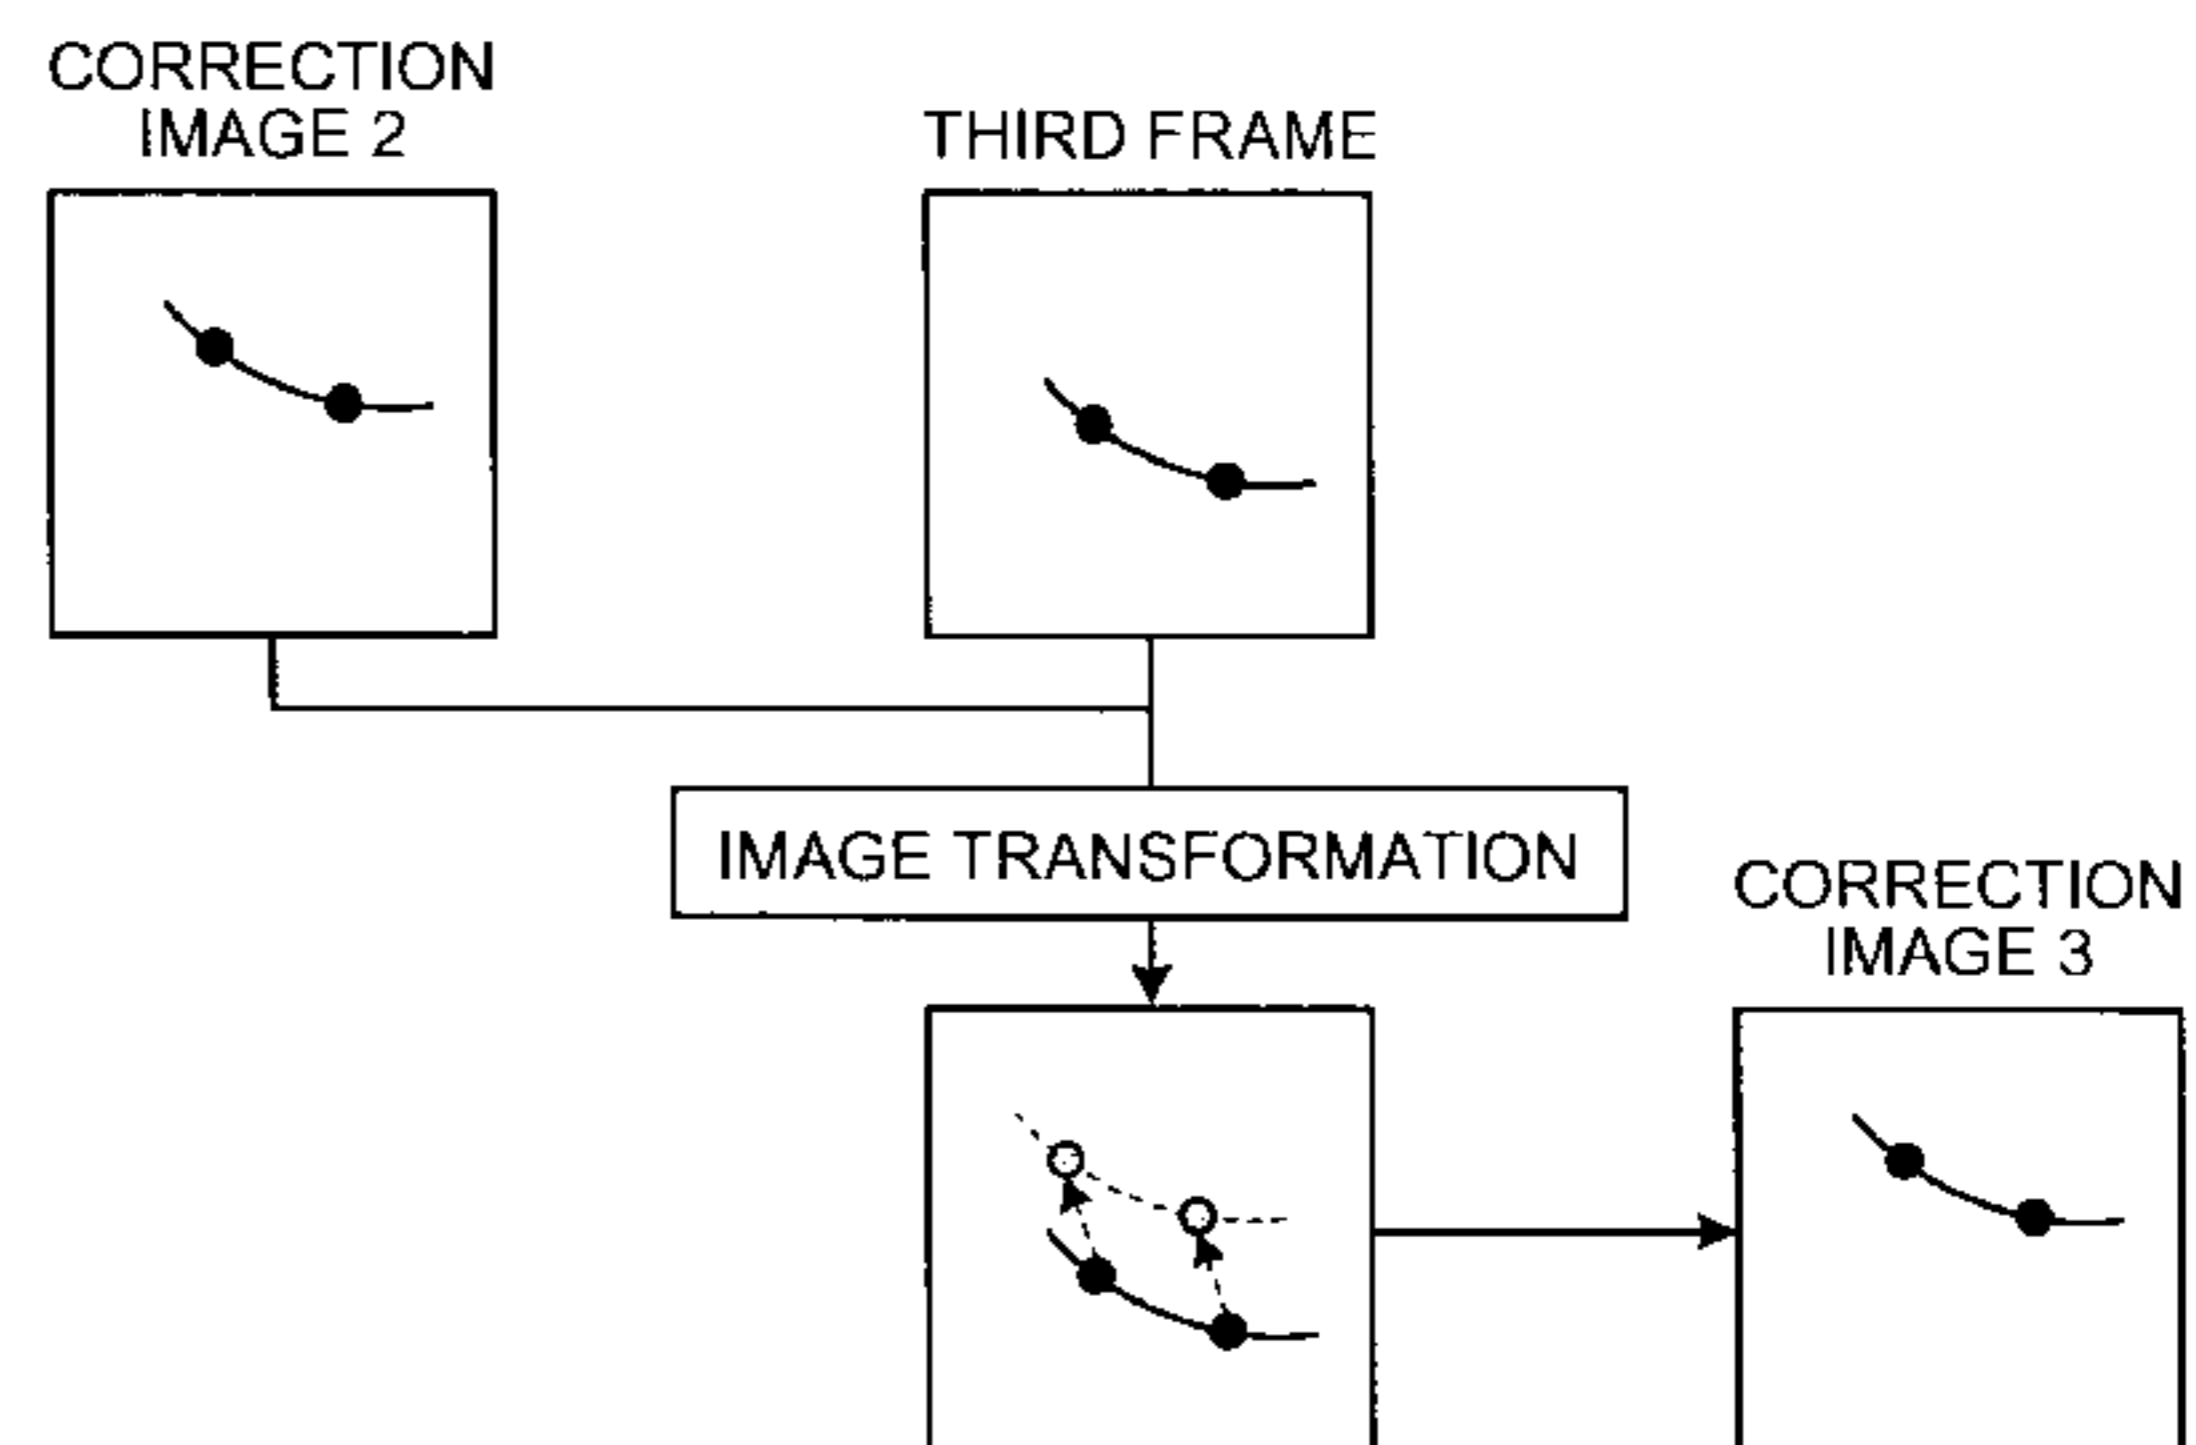 CORRECTION
IMAGE 2
THIRD FRAME
IMAGE TRANSFORMATION
CORRECTION
IMAGE 3